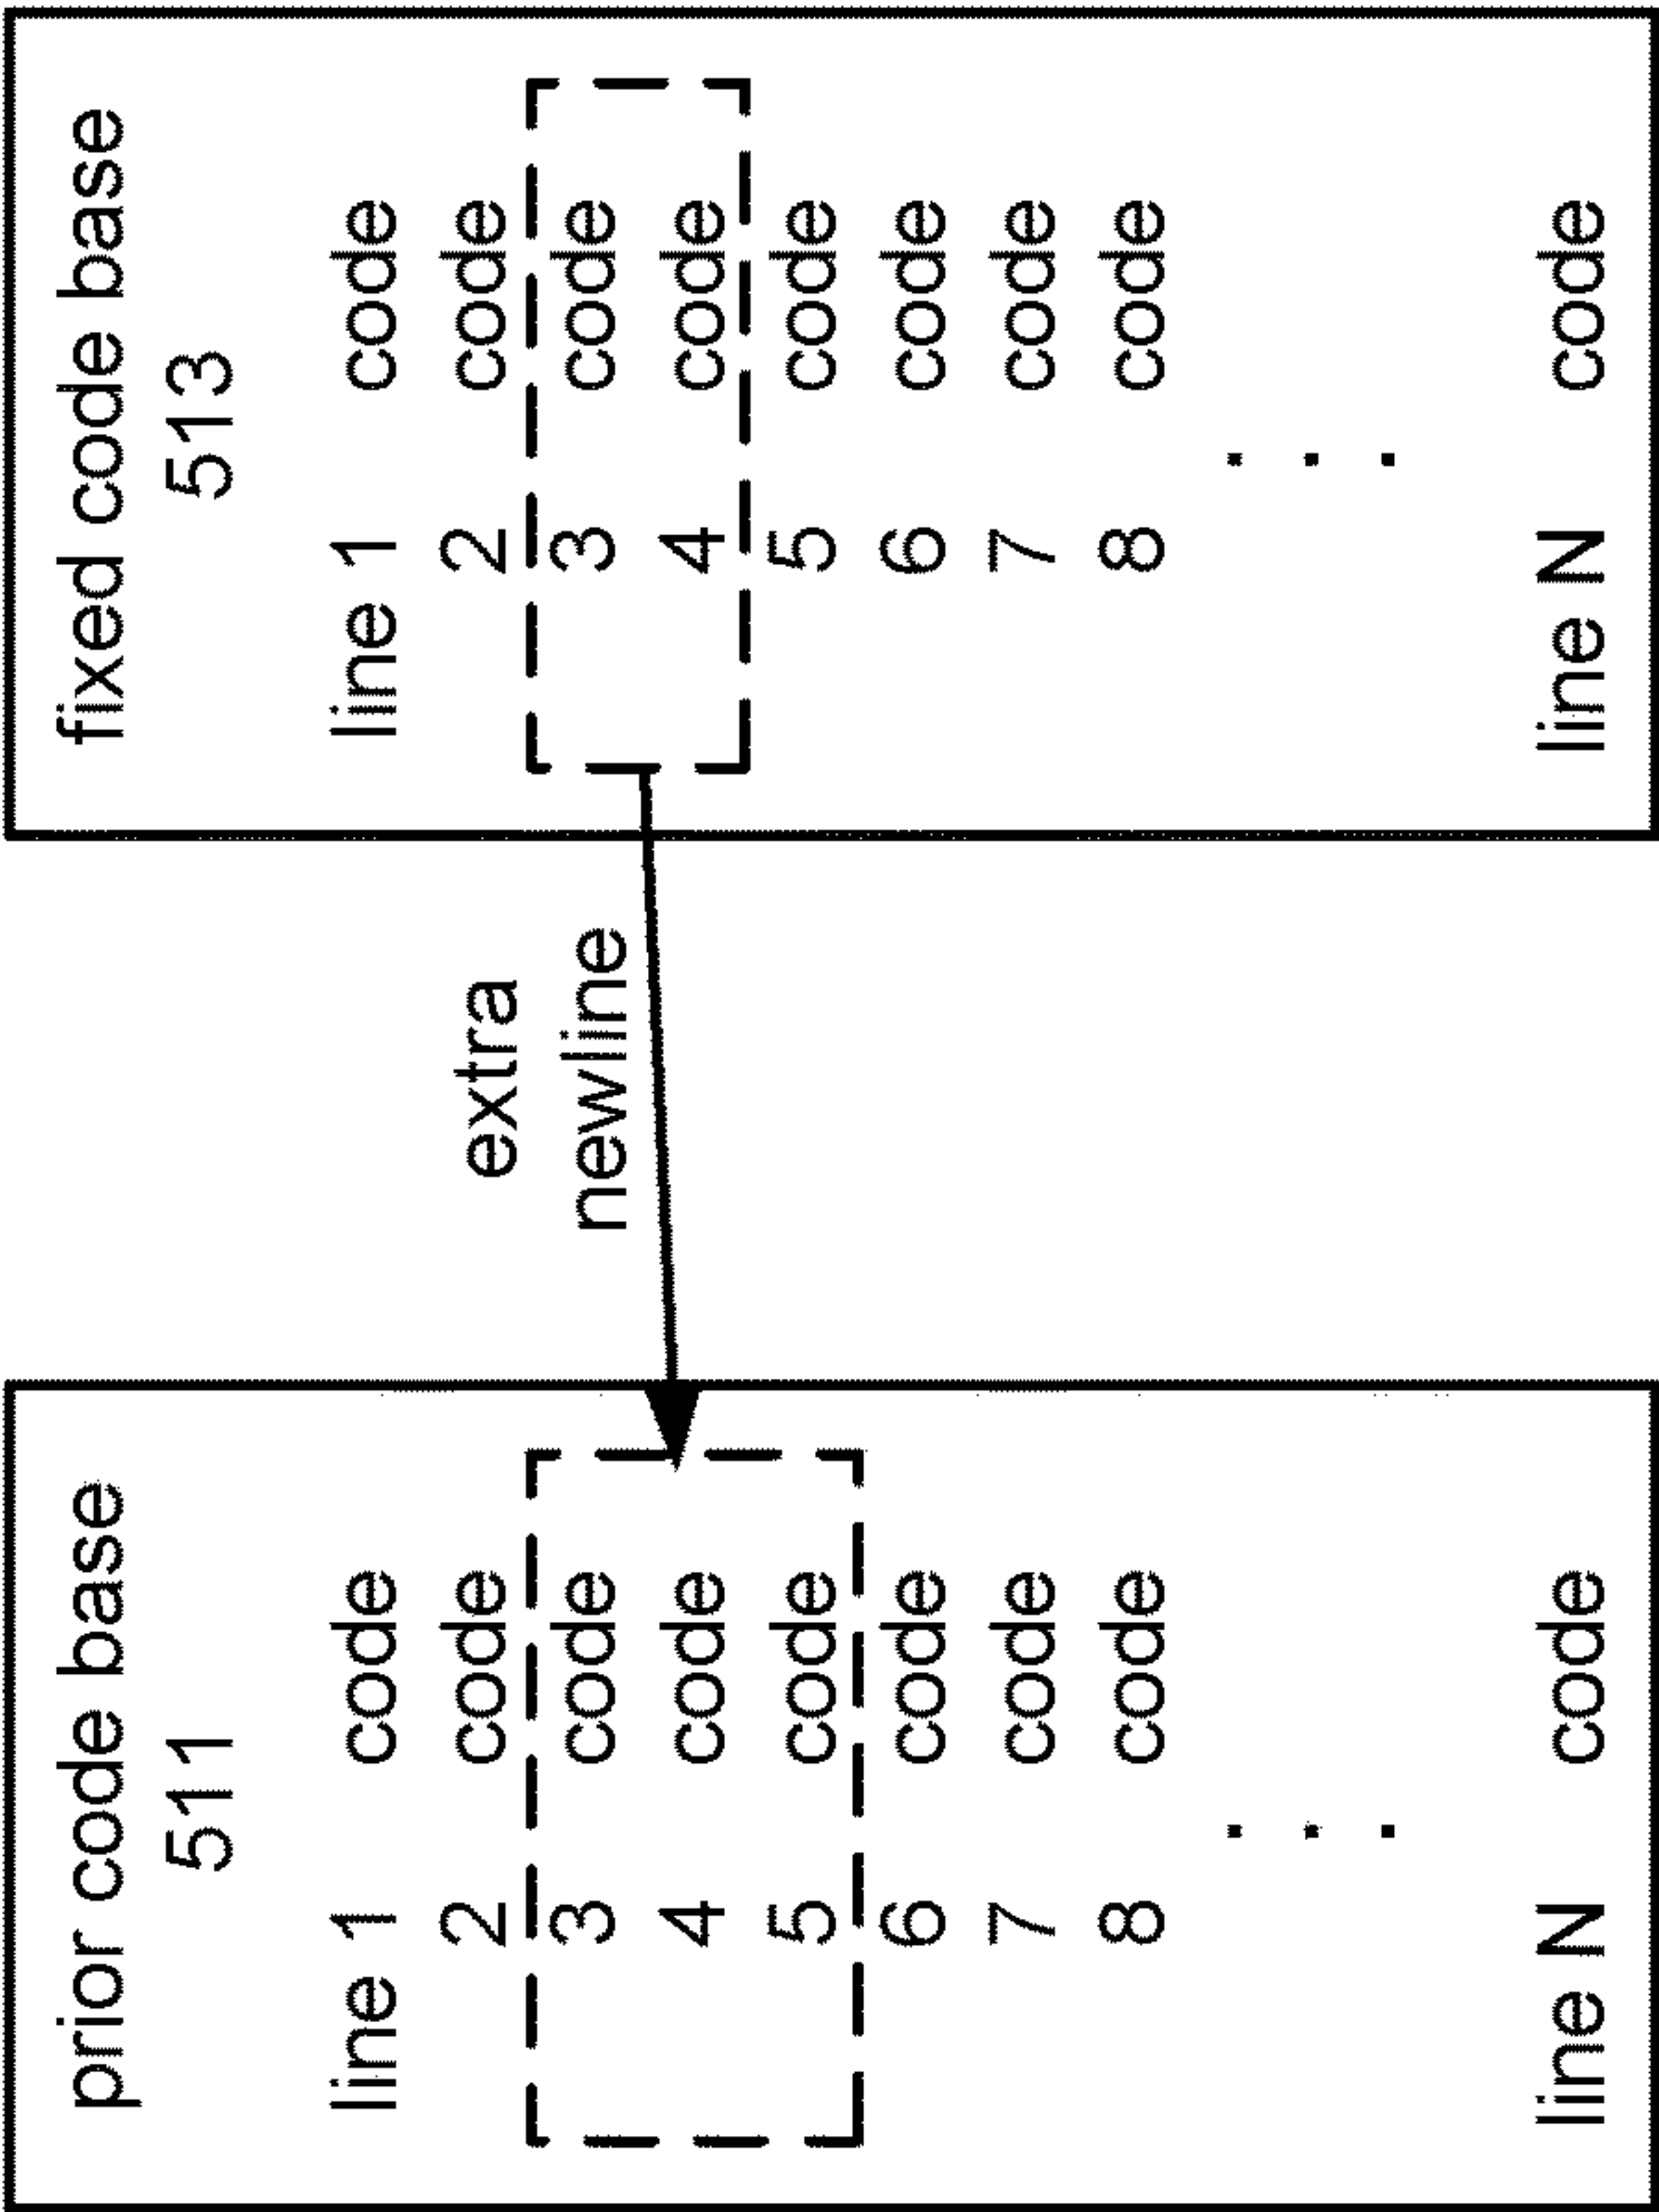 prior code base
511
line 1 code
2 code
3 code
4 code
5 code
6 code
7 code
8 code
.
.
.
line N code
extra
newline
fixed code base
513
line 1 code
2 code
3 code
4 code
5 code
6 code
7 code
8 code
.
.
.
line N code